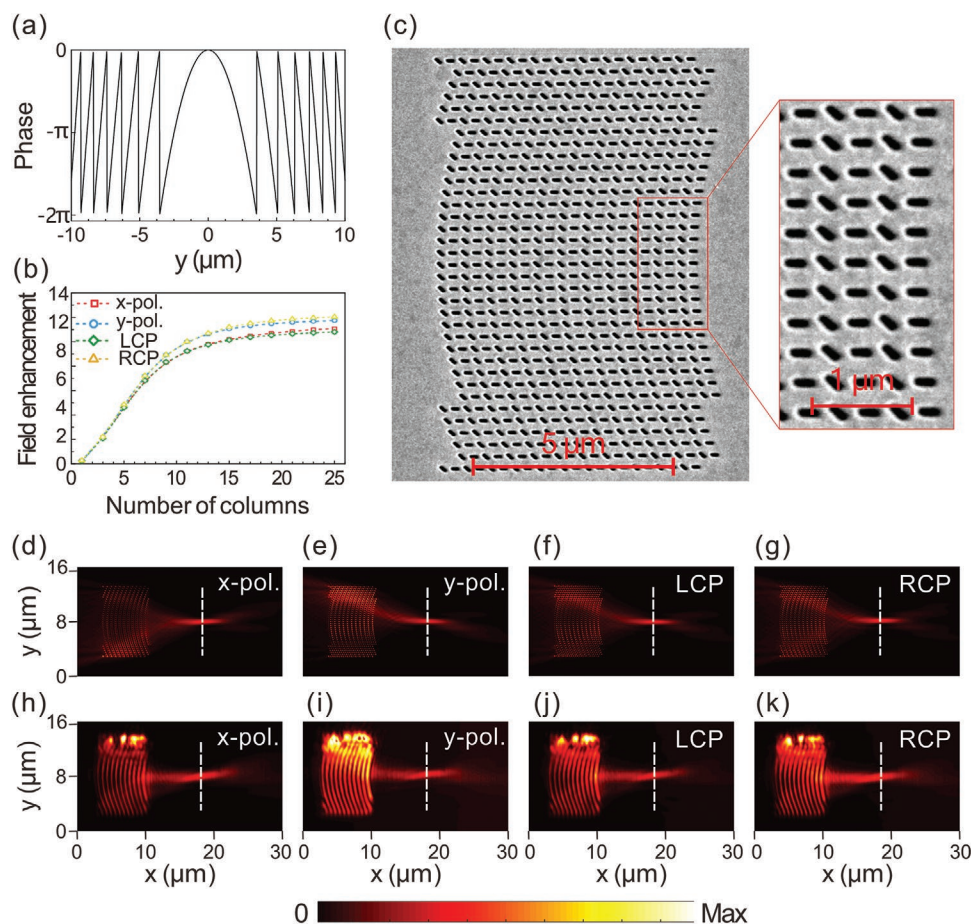 (a)
0
-π
-2π
Phase
-10 -5 0 5 10
y (μm)
(b)
14
12
8
6
4
2
0
Field enhancement
x-pol.
y-pol.
LCP
RCP
0 5 10 15 20 25
Number of columns
(c)
5 μm
1 μm
(d) (e) (f) (g)
16
8
0
y (μm)
x-pol. y-pol. LCP RCP
(h) (i) (j) (k)
16
8
0
y (μm)
x-pol. y-pol. LCP RCP
0 10 20 30 0 10 20 30 0 10 20 30 0 10 20 30
x (μm) x (μm) x (μm) x (μm)
0 Max